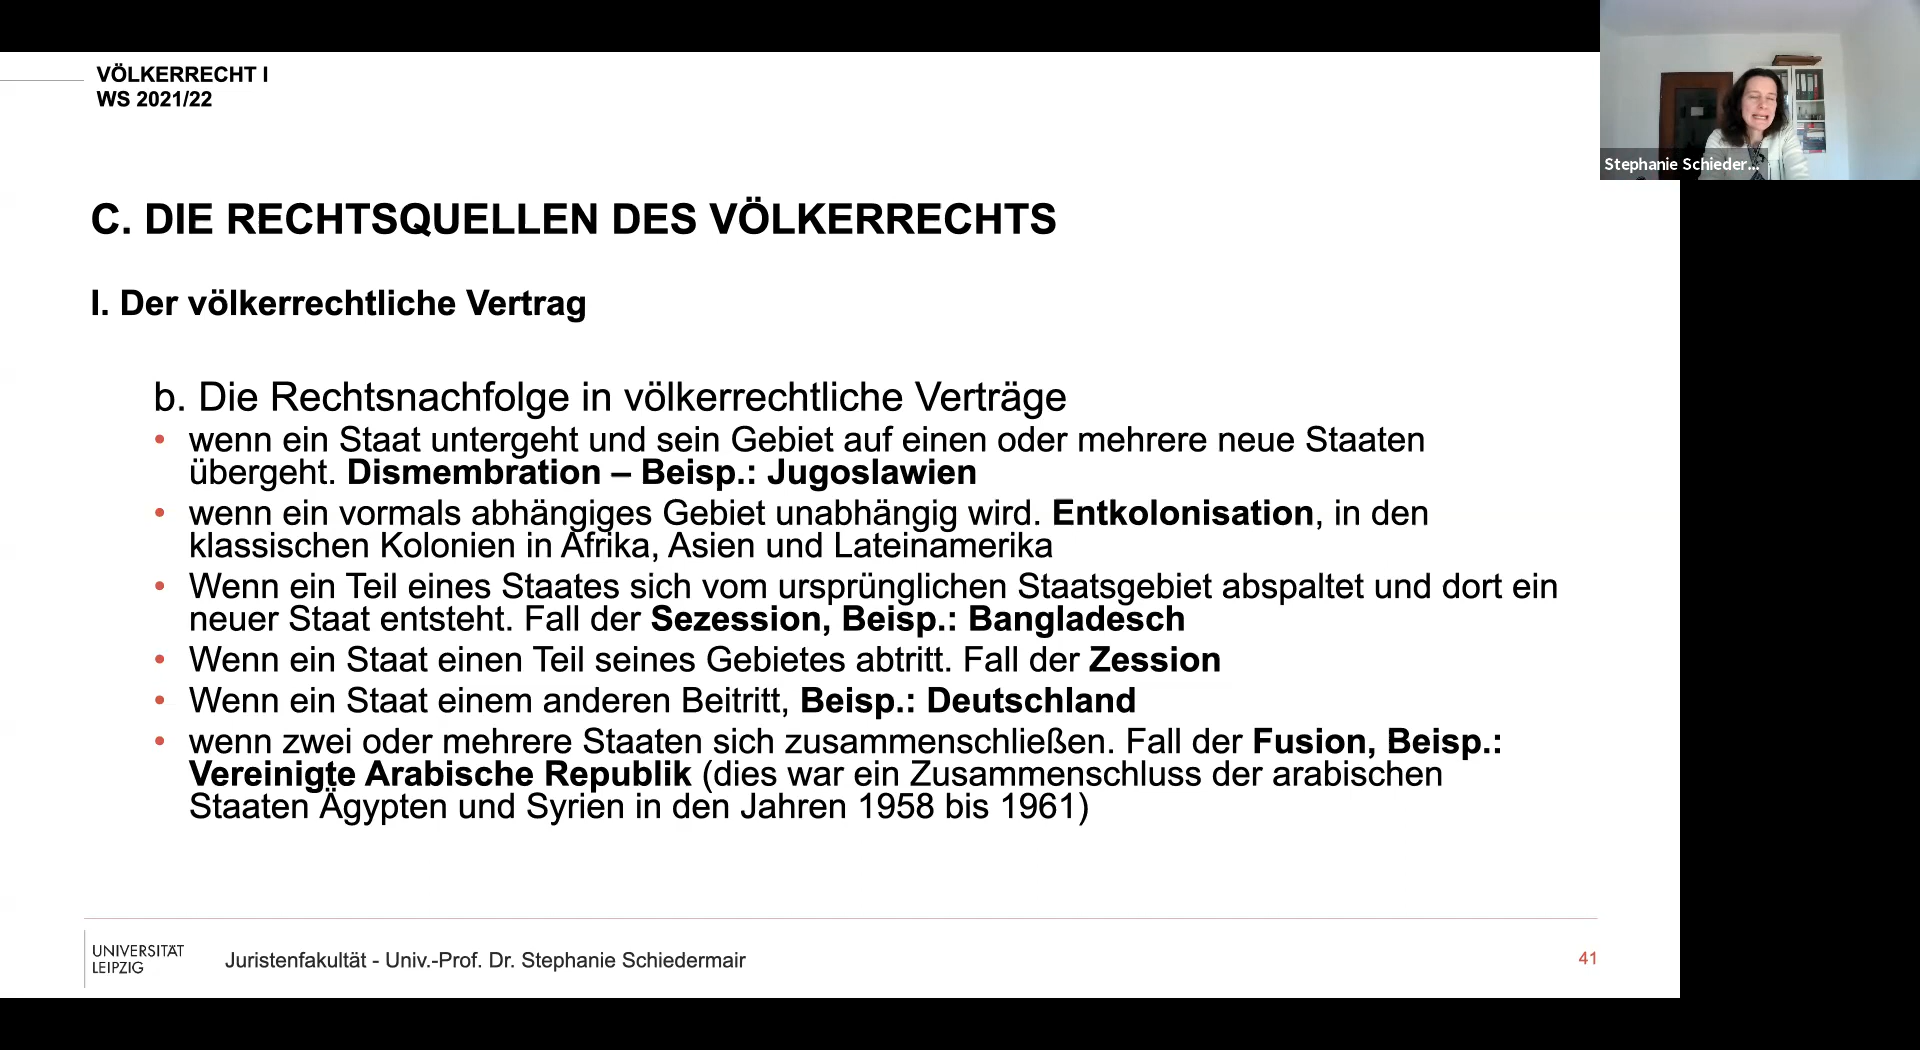 VÖLKERRECHT I
WS 2021/22
Stephanie Schieder...
C. DIE RECHTSQUELLEN DES VÖLKERRECHTS
I. Der völkerrechtliche Vertrag
b. Die Rechtsnachfolge in völkerrechtliche Verträge
• wenn ein Staat untergeht und sein Gebiet auf einen oder mehrere neue Staaten
übergeht. Dismembration – Beisp.: Jugoslawien
• wenn ein vormals abhängiges Gebiet unabhängig wird. Entkolonisation, in den
klassischen Kolonien in Afrika, Asien und Lateinamerika
• Wenn ein Teil eines Staates sich vom ursprünglichen Staatsgebiet abspaltet und dort ein
neuer Staat entsteht. Fall der Sezession, Beisp.: Bangladesch
• Wenn ein Staat einen Teil seines Gebietes abtritt. Fall der Zession
• Wenn ein Staat einem anderen Beitritt, Beisp.: Deutschland
• wenn zwei oder mehrere Staaten sich zusammenschließen. Fall der Fusion, Beisp.:
Vereinigte Arabische Republik (dies war ein Zusammenschluss der arabischen
Staaten Ägypten und Syrien in den Jahren 1958 bis 1961)
UNIVERSITÄT
LEIPZIG
Juristenfakultät - Univ.-Prof. Dr. Stephanie Schiedermair
41